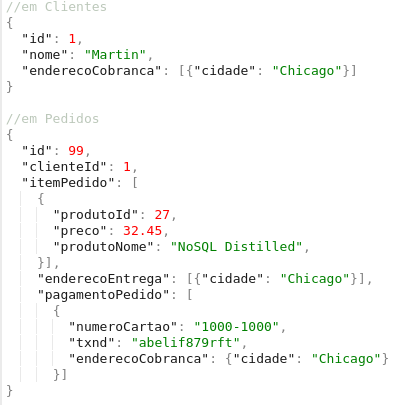 //em Clientes
{
  "id": 1,
  "nome": "Martin",
  "enderecoCobranca": [{"cidade": "Chicago"}]
}

//em Pedidos
{
  "id": 99,
  "clienteId": 1,
  "itemPedido": [
    {
      "produtoId": 27,
      "preco": 32.45,
      "produtoNome": "NoSQL Distilled",
    }],
    "enderecoEntrega": [{"cidade": "Chicago"}],
    "pagamentoPedido": [
      {
        "numeroCartao": "1000-1000",
        "txnd": "abelif879rft",
        "enderecoCobranca": {"cidade": "Chicago"}
      }]
}